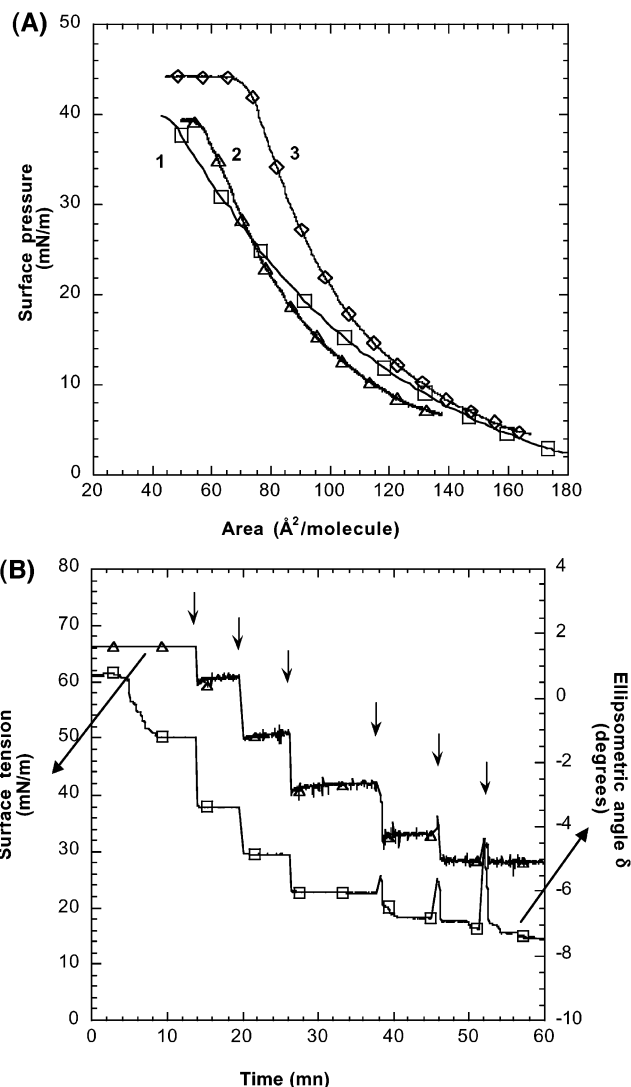 (A)
50
40
30
20
10
0
1
2
3
Surface pressure
(mN/m)
20 40 60 80 100 120 140 160 180
Area (Å²/molecule)
(B)
80
70
60
50
40
30
20
10
0
4
2
0
-2
-4
-6
-8
-10
Surface tension
(mN/m)
Ellipsometric angle δ
(degrees)
0 10 20 30 40 50 60
Time (mn)